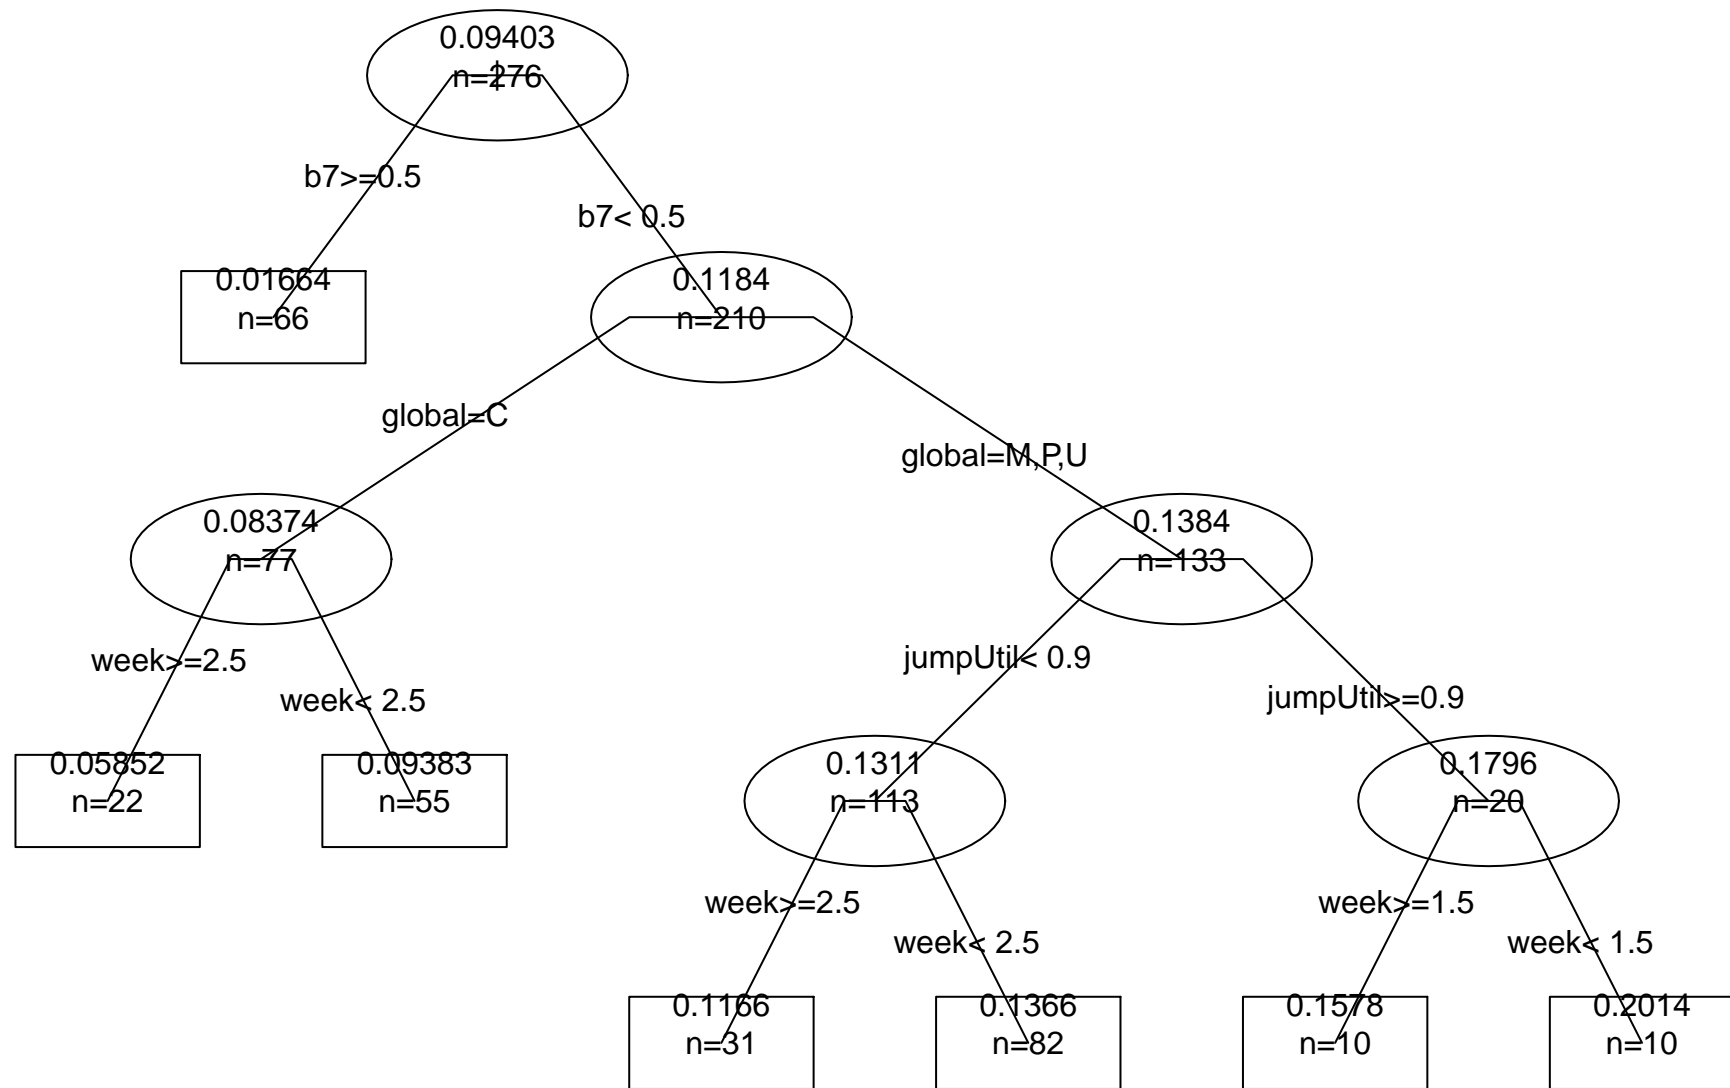 0.09403
n=276
b7>=0.5
b7< 0.5
0.01664
n=66
0.1184
n=210
global=C
global=M,P,U
0.08374
n=77
0.1384
n=133
week>=2.5
week< 2.5
jumpUtil< 0.9
jumpUtil>=0.9
0.05852
n=22
0.09383
n=55
0.1311
n=113
0.1796
n=20
week>=2.5
week< 2.5
week>=1.5
week< 1.5
0.1166
n=31
0.1366
n=82
0.1578
n=10
0.2014
n=10